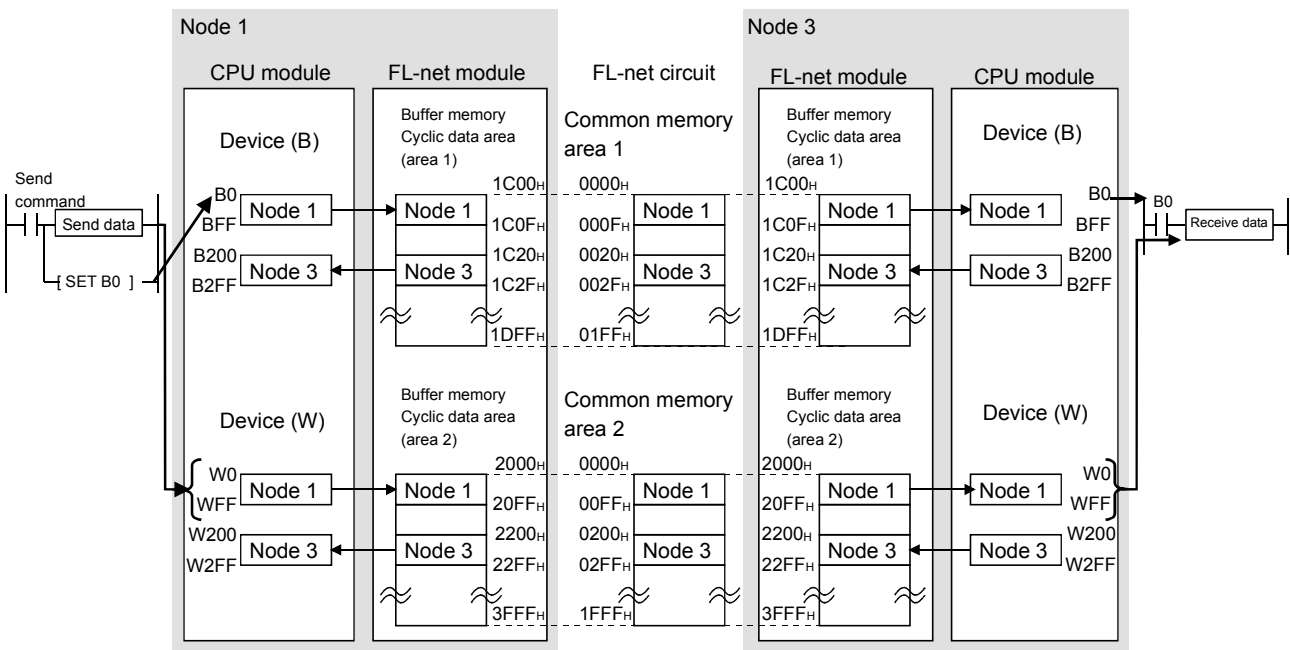 Node 1
Node 3
CPU module
FL-net module
FL-net circuit
FL-net module
CPU module
Send
command
Send data
[ SET B0 ]
Device (B)
B0
BFF
B200
B2FF
Node 1
Node 3
Buffer memory
Cyclic data area
(area 1)
1C00H
1C0FH
1C20H
1C2FH
1DFFH
Node 1
Node 3
Common memory
area 1
0000H
000FH
0020H
002FH
01FFH
Node 1
Node 3
Buffer memory
Cyclic data area
(area 1)
1C00H
1C0FH
1C20H
1C2FH
1DFFH
Node 1
Node 3
Device (B)
Node 1
Node 3
B0
BFF
B200
B2FF
B0
Receive data
Device (W)
W0
WFF
W200
W2FF
Node 1
Node 3
Buffer memory
Cyclic data area
(area 2)
2000H
20FFH
2200H
22FFH
3FFFH
Node 1
Node 3
Common memory
area 2
0000H
00FFH
0200H
02FFH
1FFFH
Node 1
Node 3
Buffer memory
Cyclic data area
(area 2)
2000H
20FFH
2200H
22FFH
3FFFH
Node 1
Node 3
Device (W)
Node 1
Node 3
W0
WFF
W200
W2FF